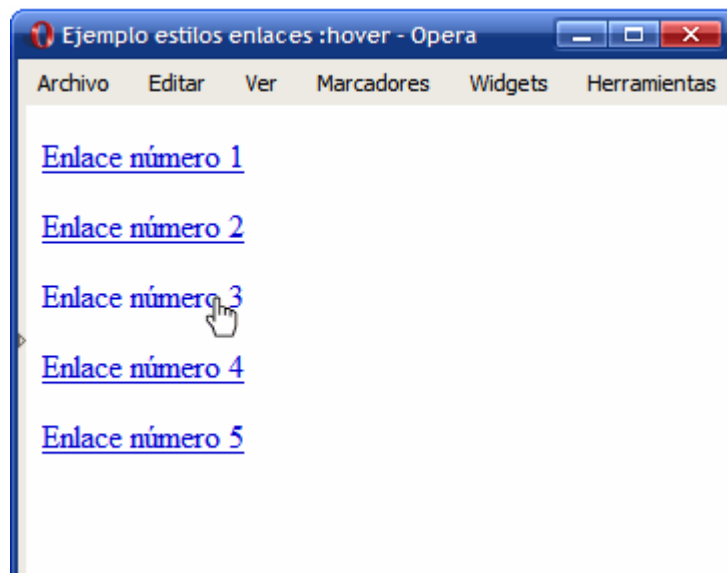 Ejemplo estilos enlaces :hover - Opera
Archivo Editar Ver Marcadores Widgets Herramientas
Enlace número 1
Enlace número 2
Enlace número 3
Enlace número 4
Enlace número 5